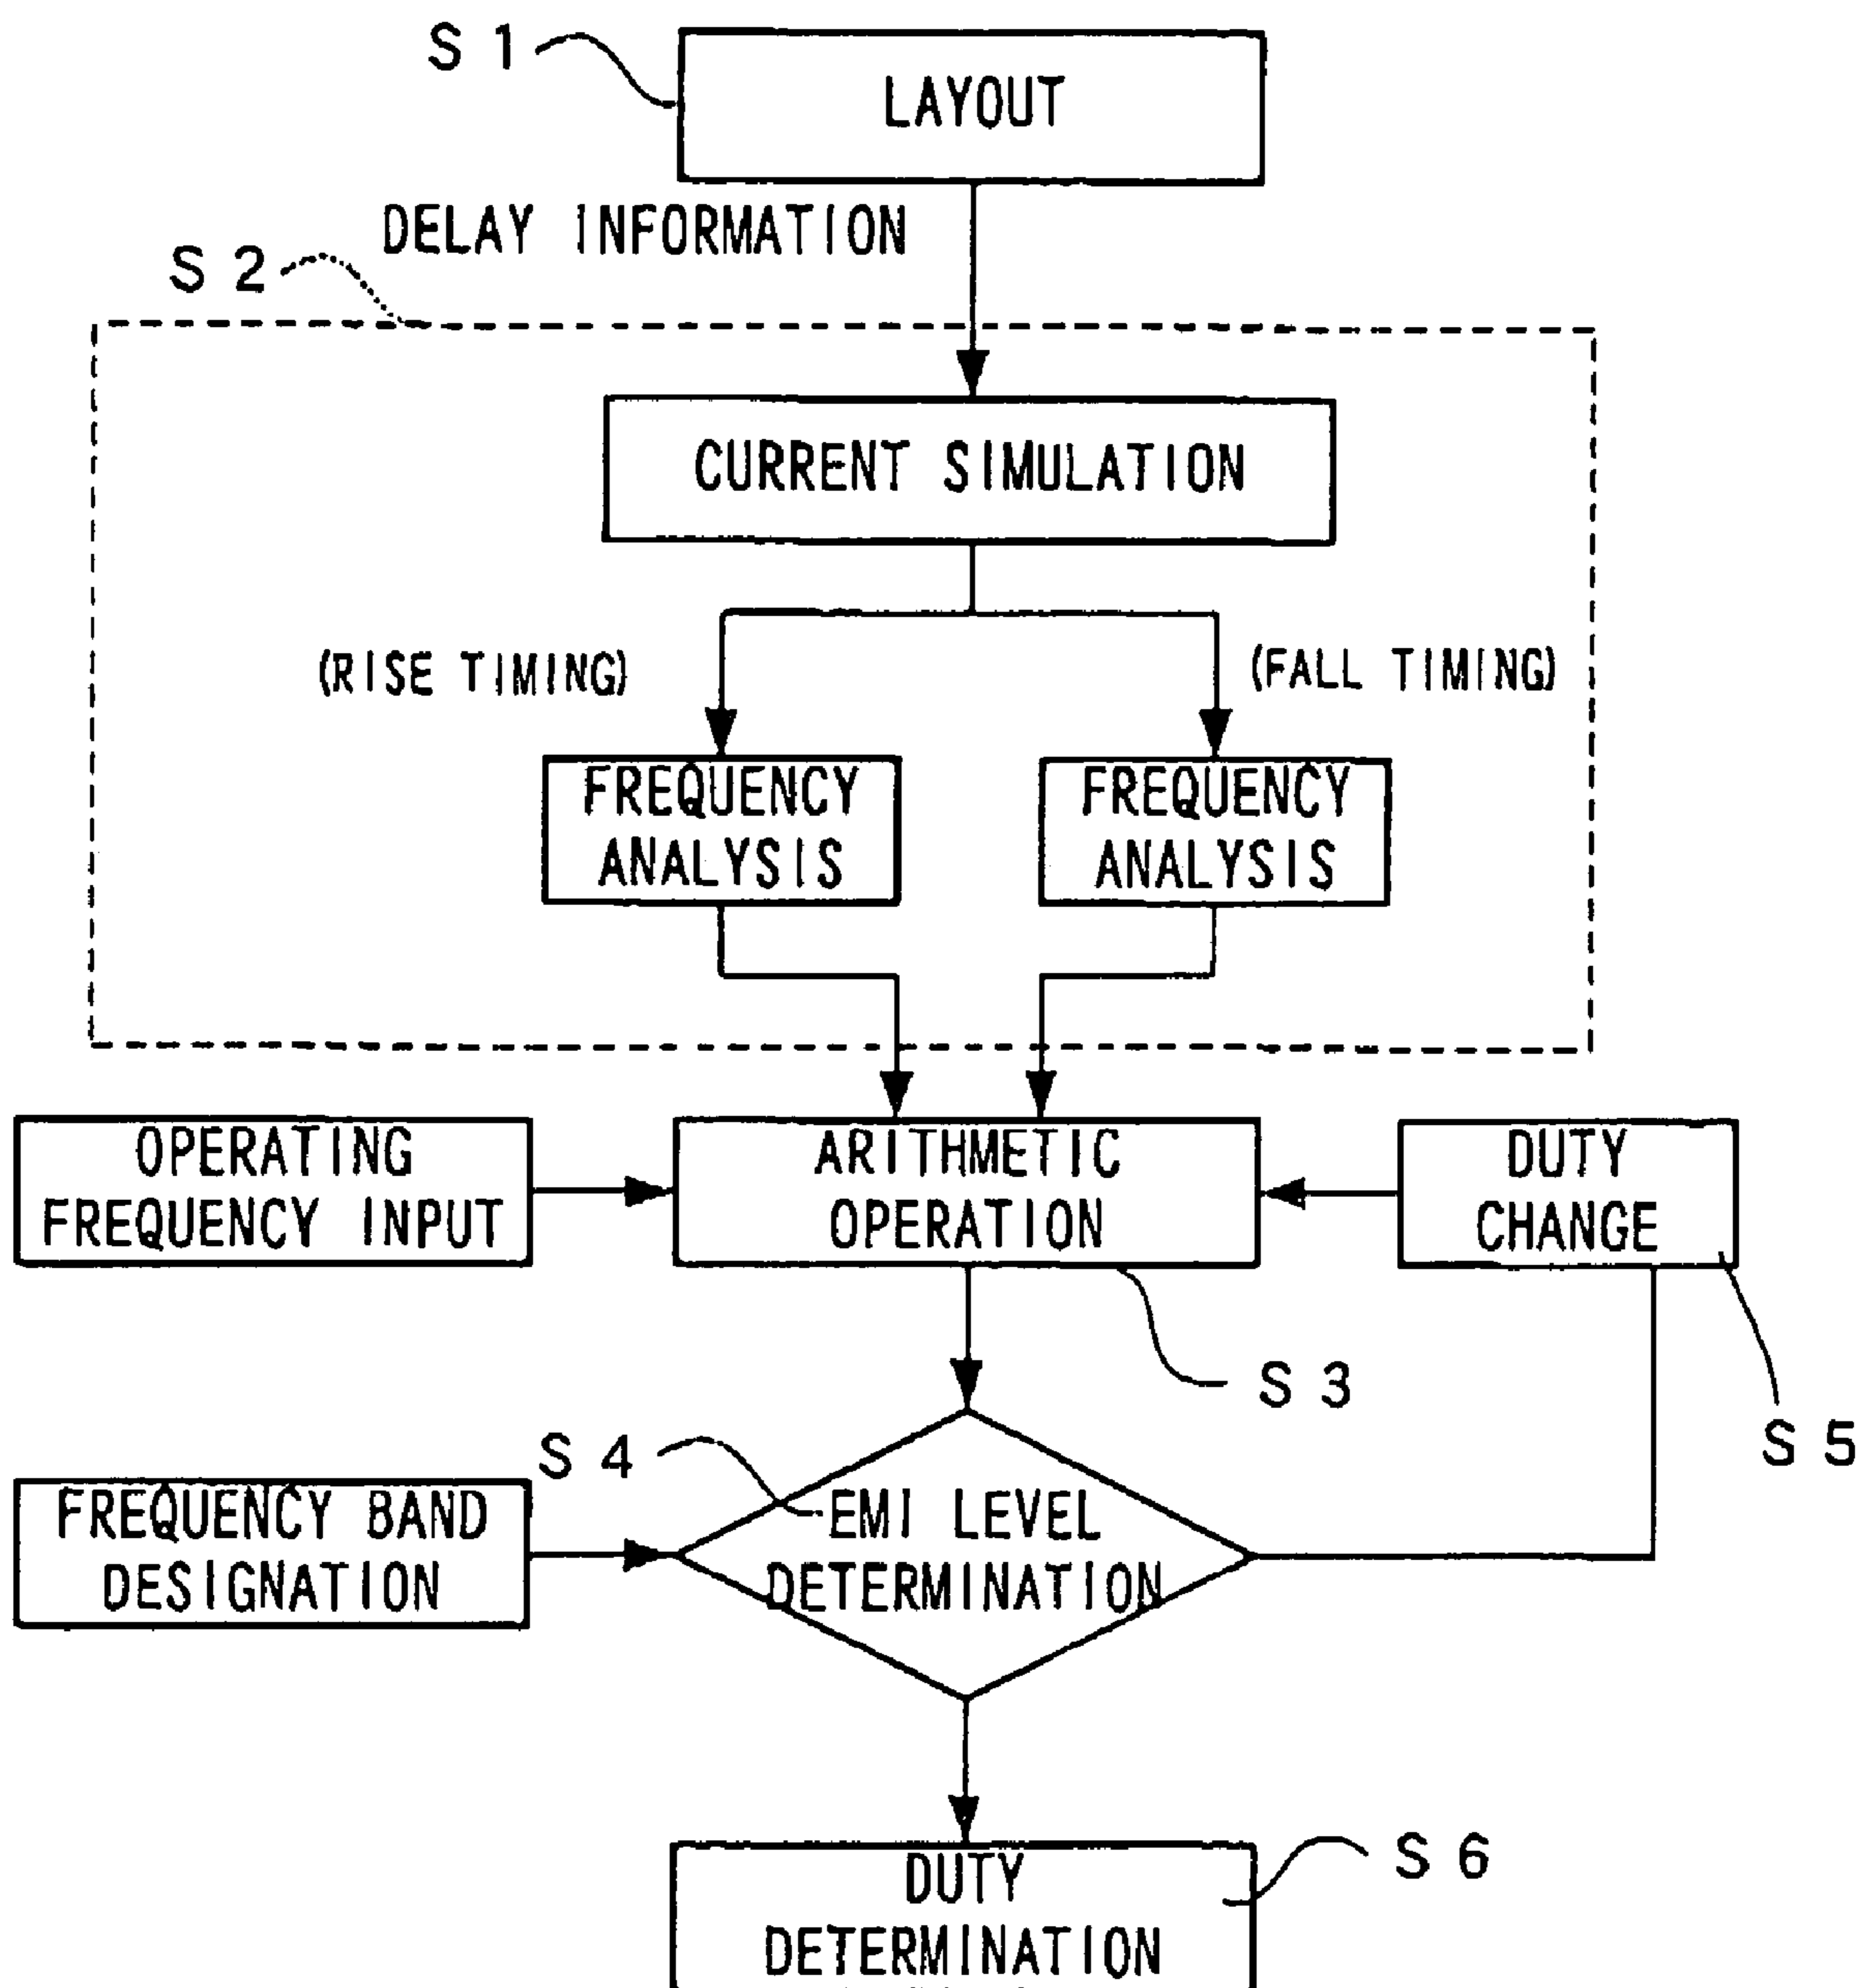 S 1
LAYOUT
DELAY INFORMATION
S 2
CURRENT SIMULATION
(RISE TIMING)
(FALL TIMING)
FREQUENCY
ANALYSIS
FREQUENCY
ANALYSIS
OPERATING
FREQUENCY INPUT
ARITHMETIC
OPERATION
DUTY
CHANGE
S 3
S 5
S 4
FREQUENCY BAND
DESIGNATION
EMI LEVEL
DETERMINATION
S 6
DUTY
DETERMINATION